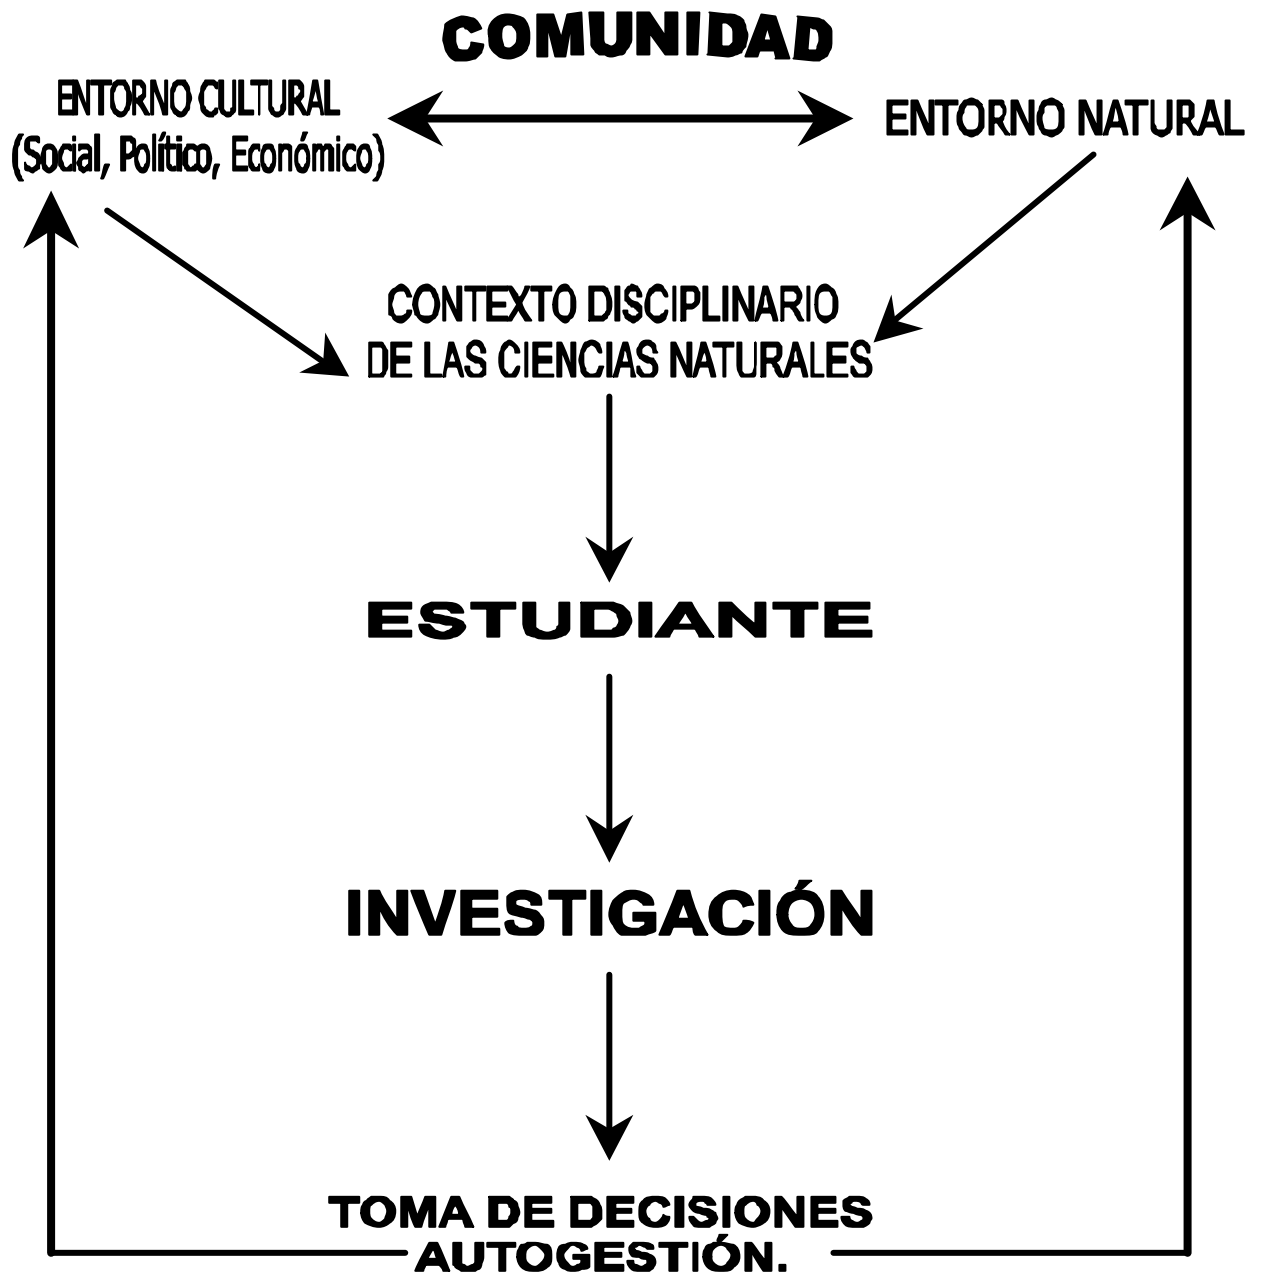 COMUNIDAD
ENTORNO CULTURAL
(Social, Político, Económico)
ENTORNO NATURAL
CONTEXTO DISCIPLINARIO
DE LAS CIENCIAS NATURALES
ESTUDIANTE
INVESTIGACIÓN
TOMA DE DECISIONES
AUTOGESTIÓN.